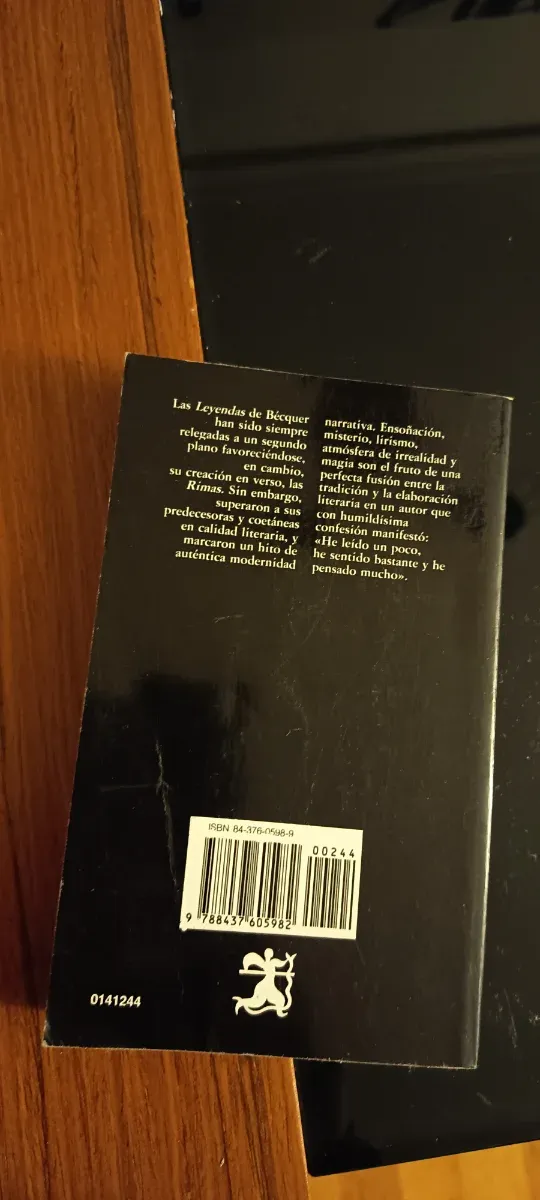 Las Leyendas de Bécquer
han sido siempre
relegadas a un segundo
plano favoreciéndose,
en cambio,
su creación en verso, las
Rimas. Sin embargo,
superaron a sus
predecesoras y coetáneas
en calidad literaria, y
marcaron un hito de
auténtica modernidad
narrativa. Ensoñación,
misterio, lirismo,
atmósfera de irrealidad y
magia son el fruto de una
perfecta fusión entre la
tradición y la elaboración
literaria en un autor que
con humildísima
confesión manifestó:
«He leído un poco,
he sentido bastante y he
pensado mucho».
ISBN 84-376-0598-9
00244
9 788437 605982
0141244